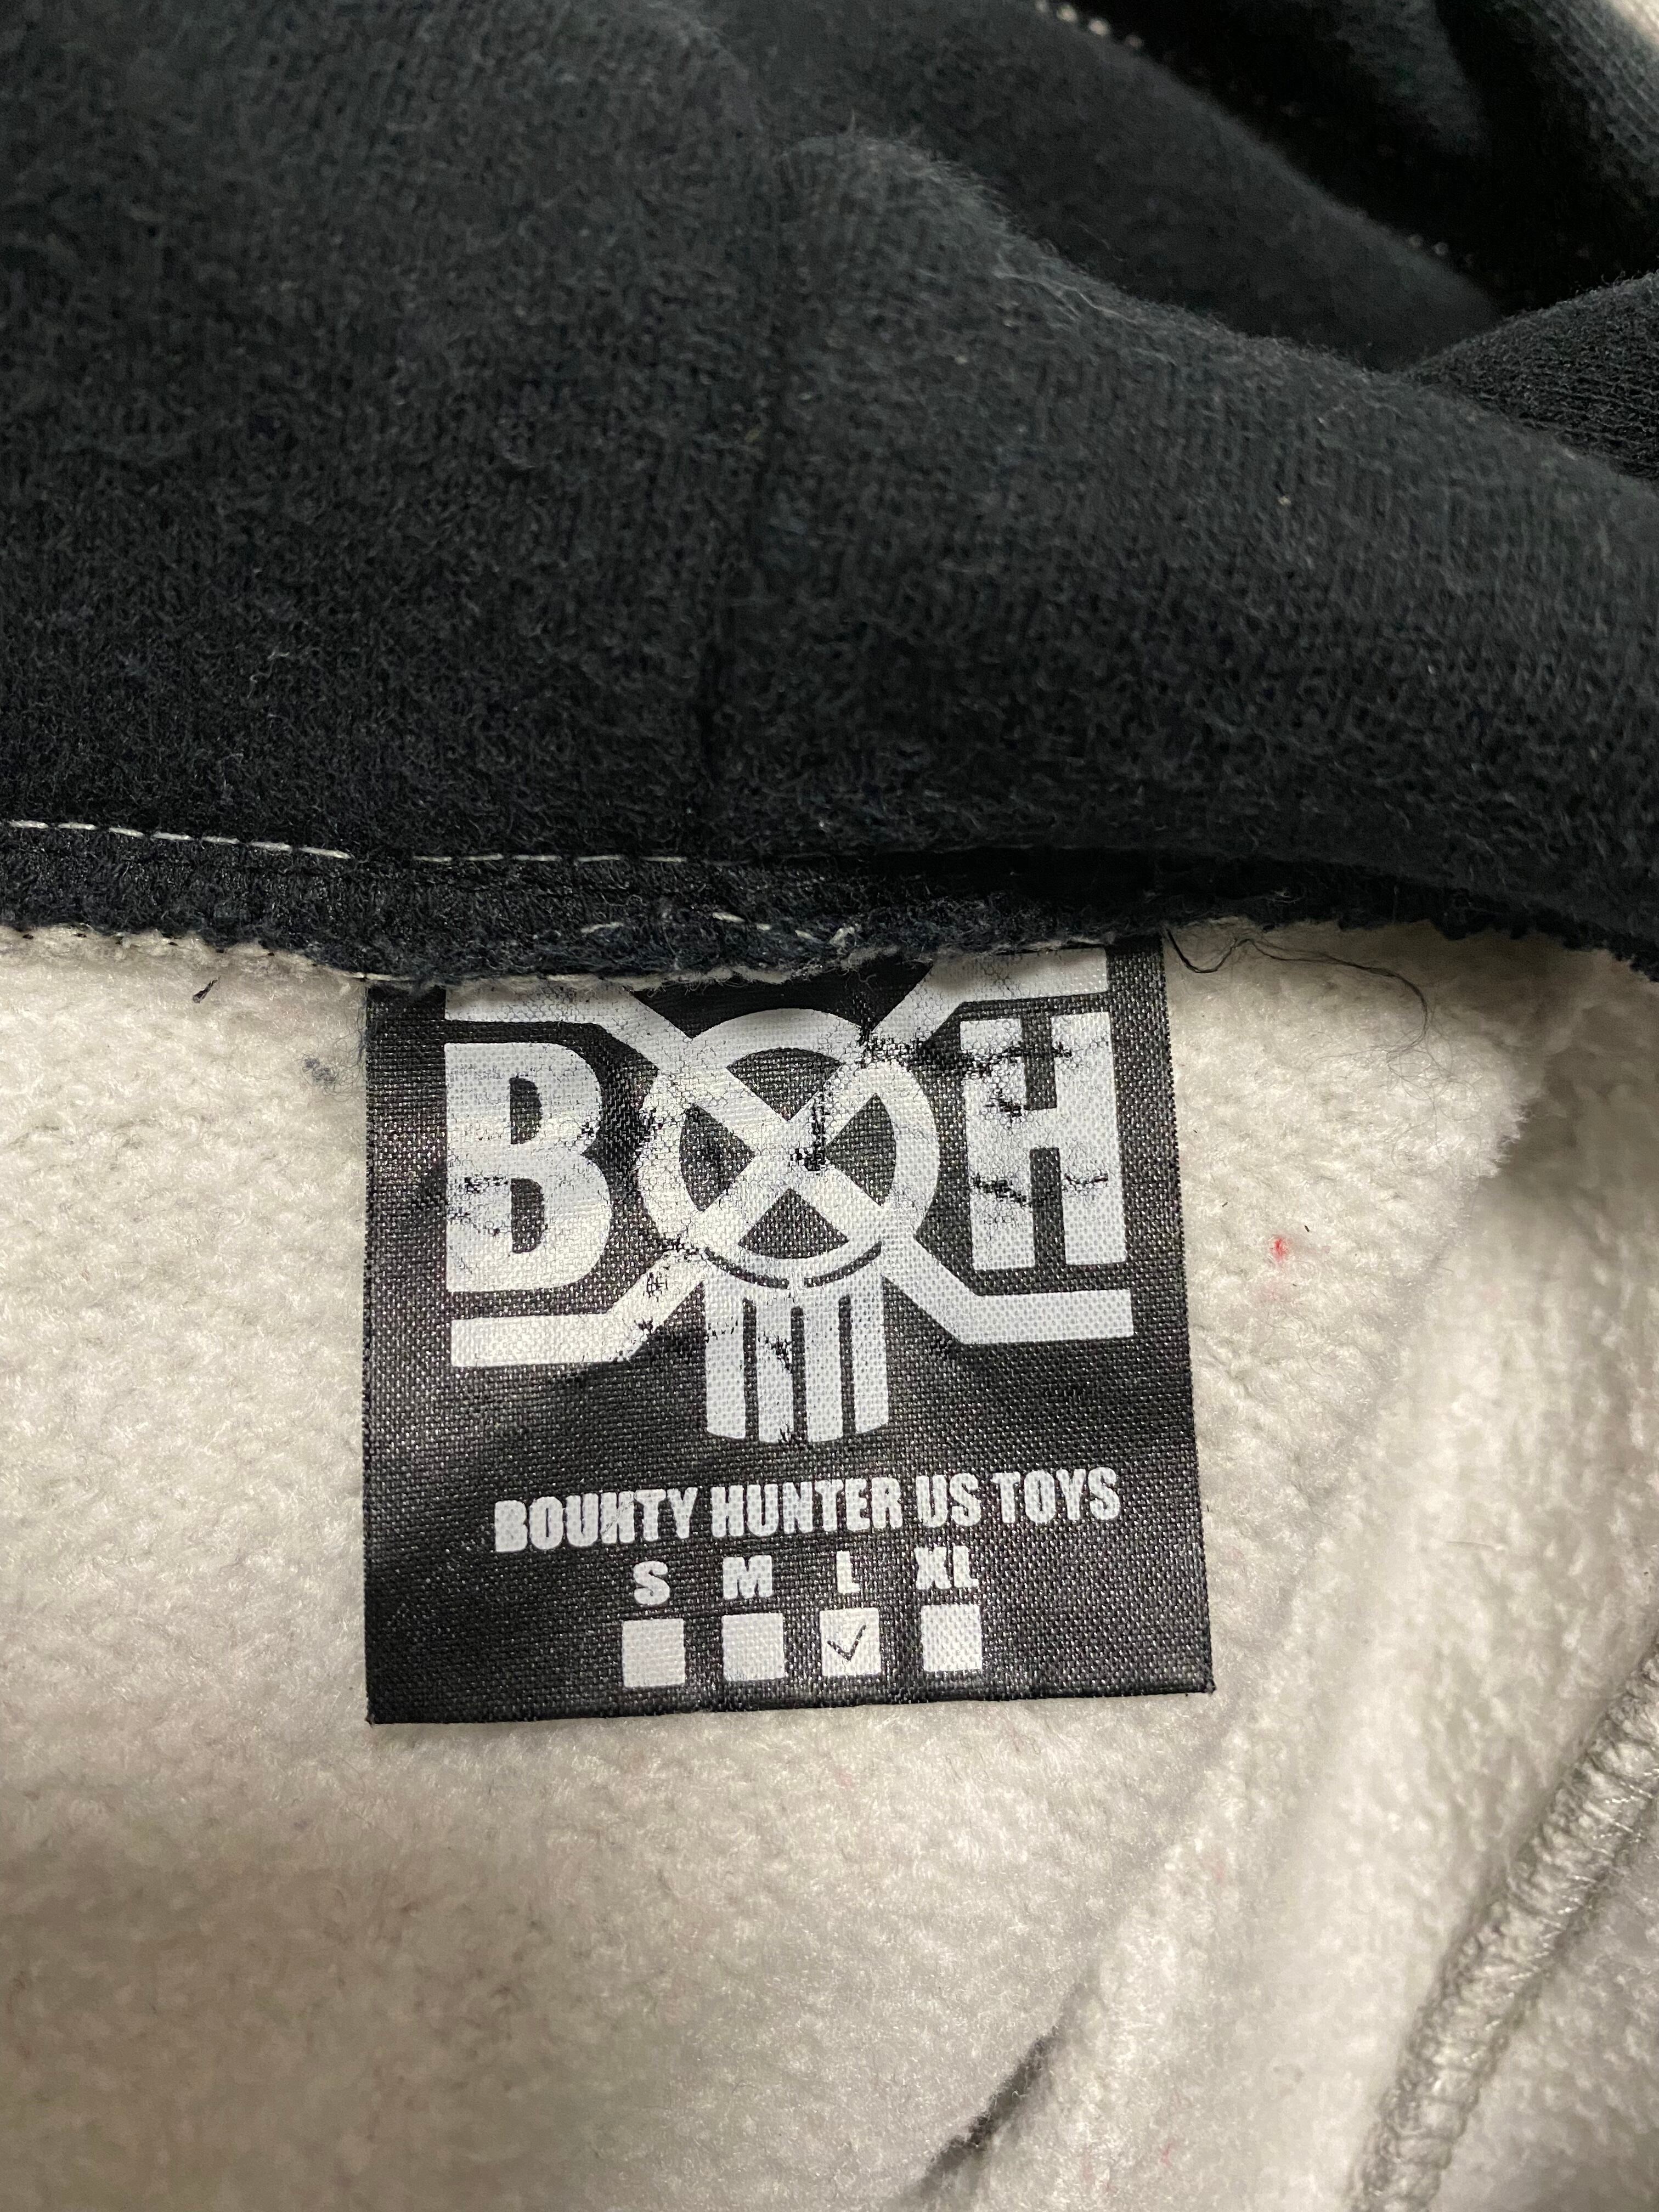 BXH
BOUNTY HUNTER US TOYS
S M L XL